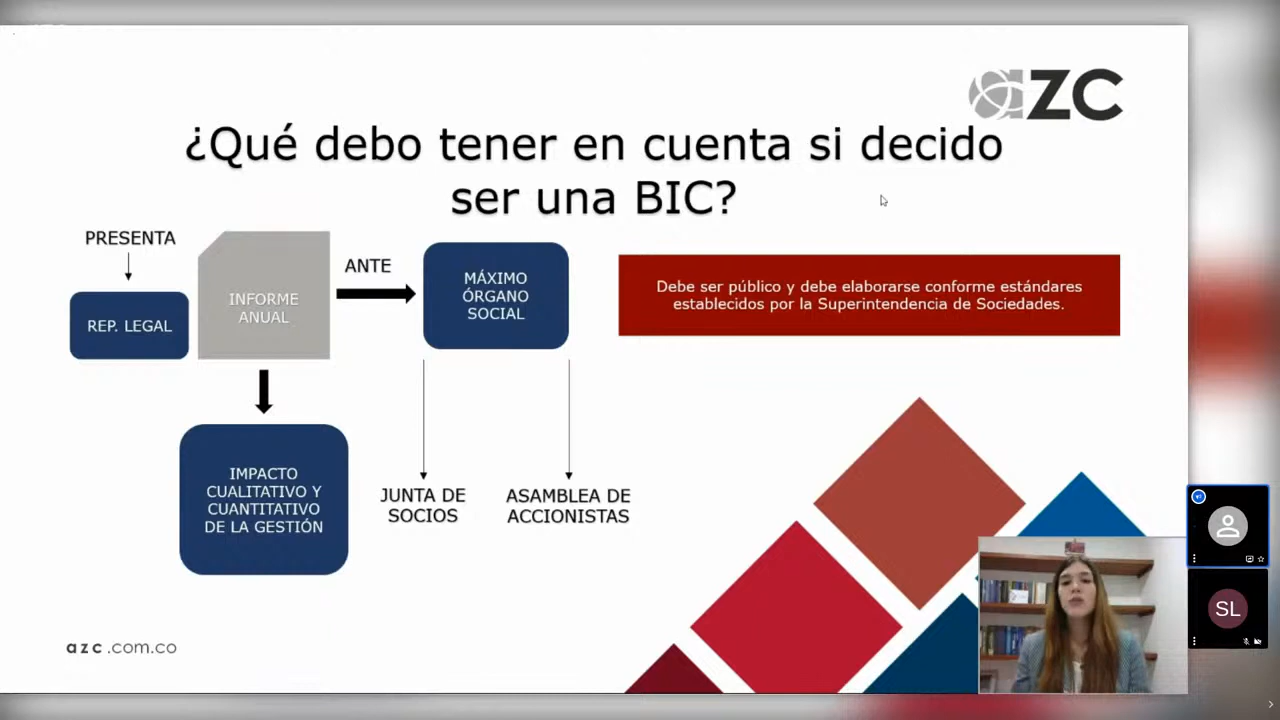 azc
¿Qué debo tener en cuenta si decido
ser una BIC?
PRESENTA
REP. LEGAL
INFORME
ANUAL
ANTE
MÁXIMO
ÓRGANO
SOCIAL
Debe ser público y debe elaborarse conforme estándares
establecidos por la Superintendencia de Sociedades.
IMPACTO
CUALITATIVO Y
CUANTITATIVO
DE LA GESTIÓN
JUNTA DE
SOCIOS
ASAMBLEA DE
ACCIONISTAS
SL
azc.com.co